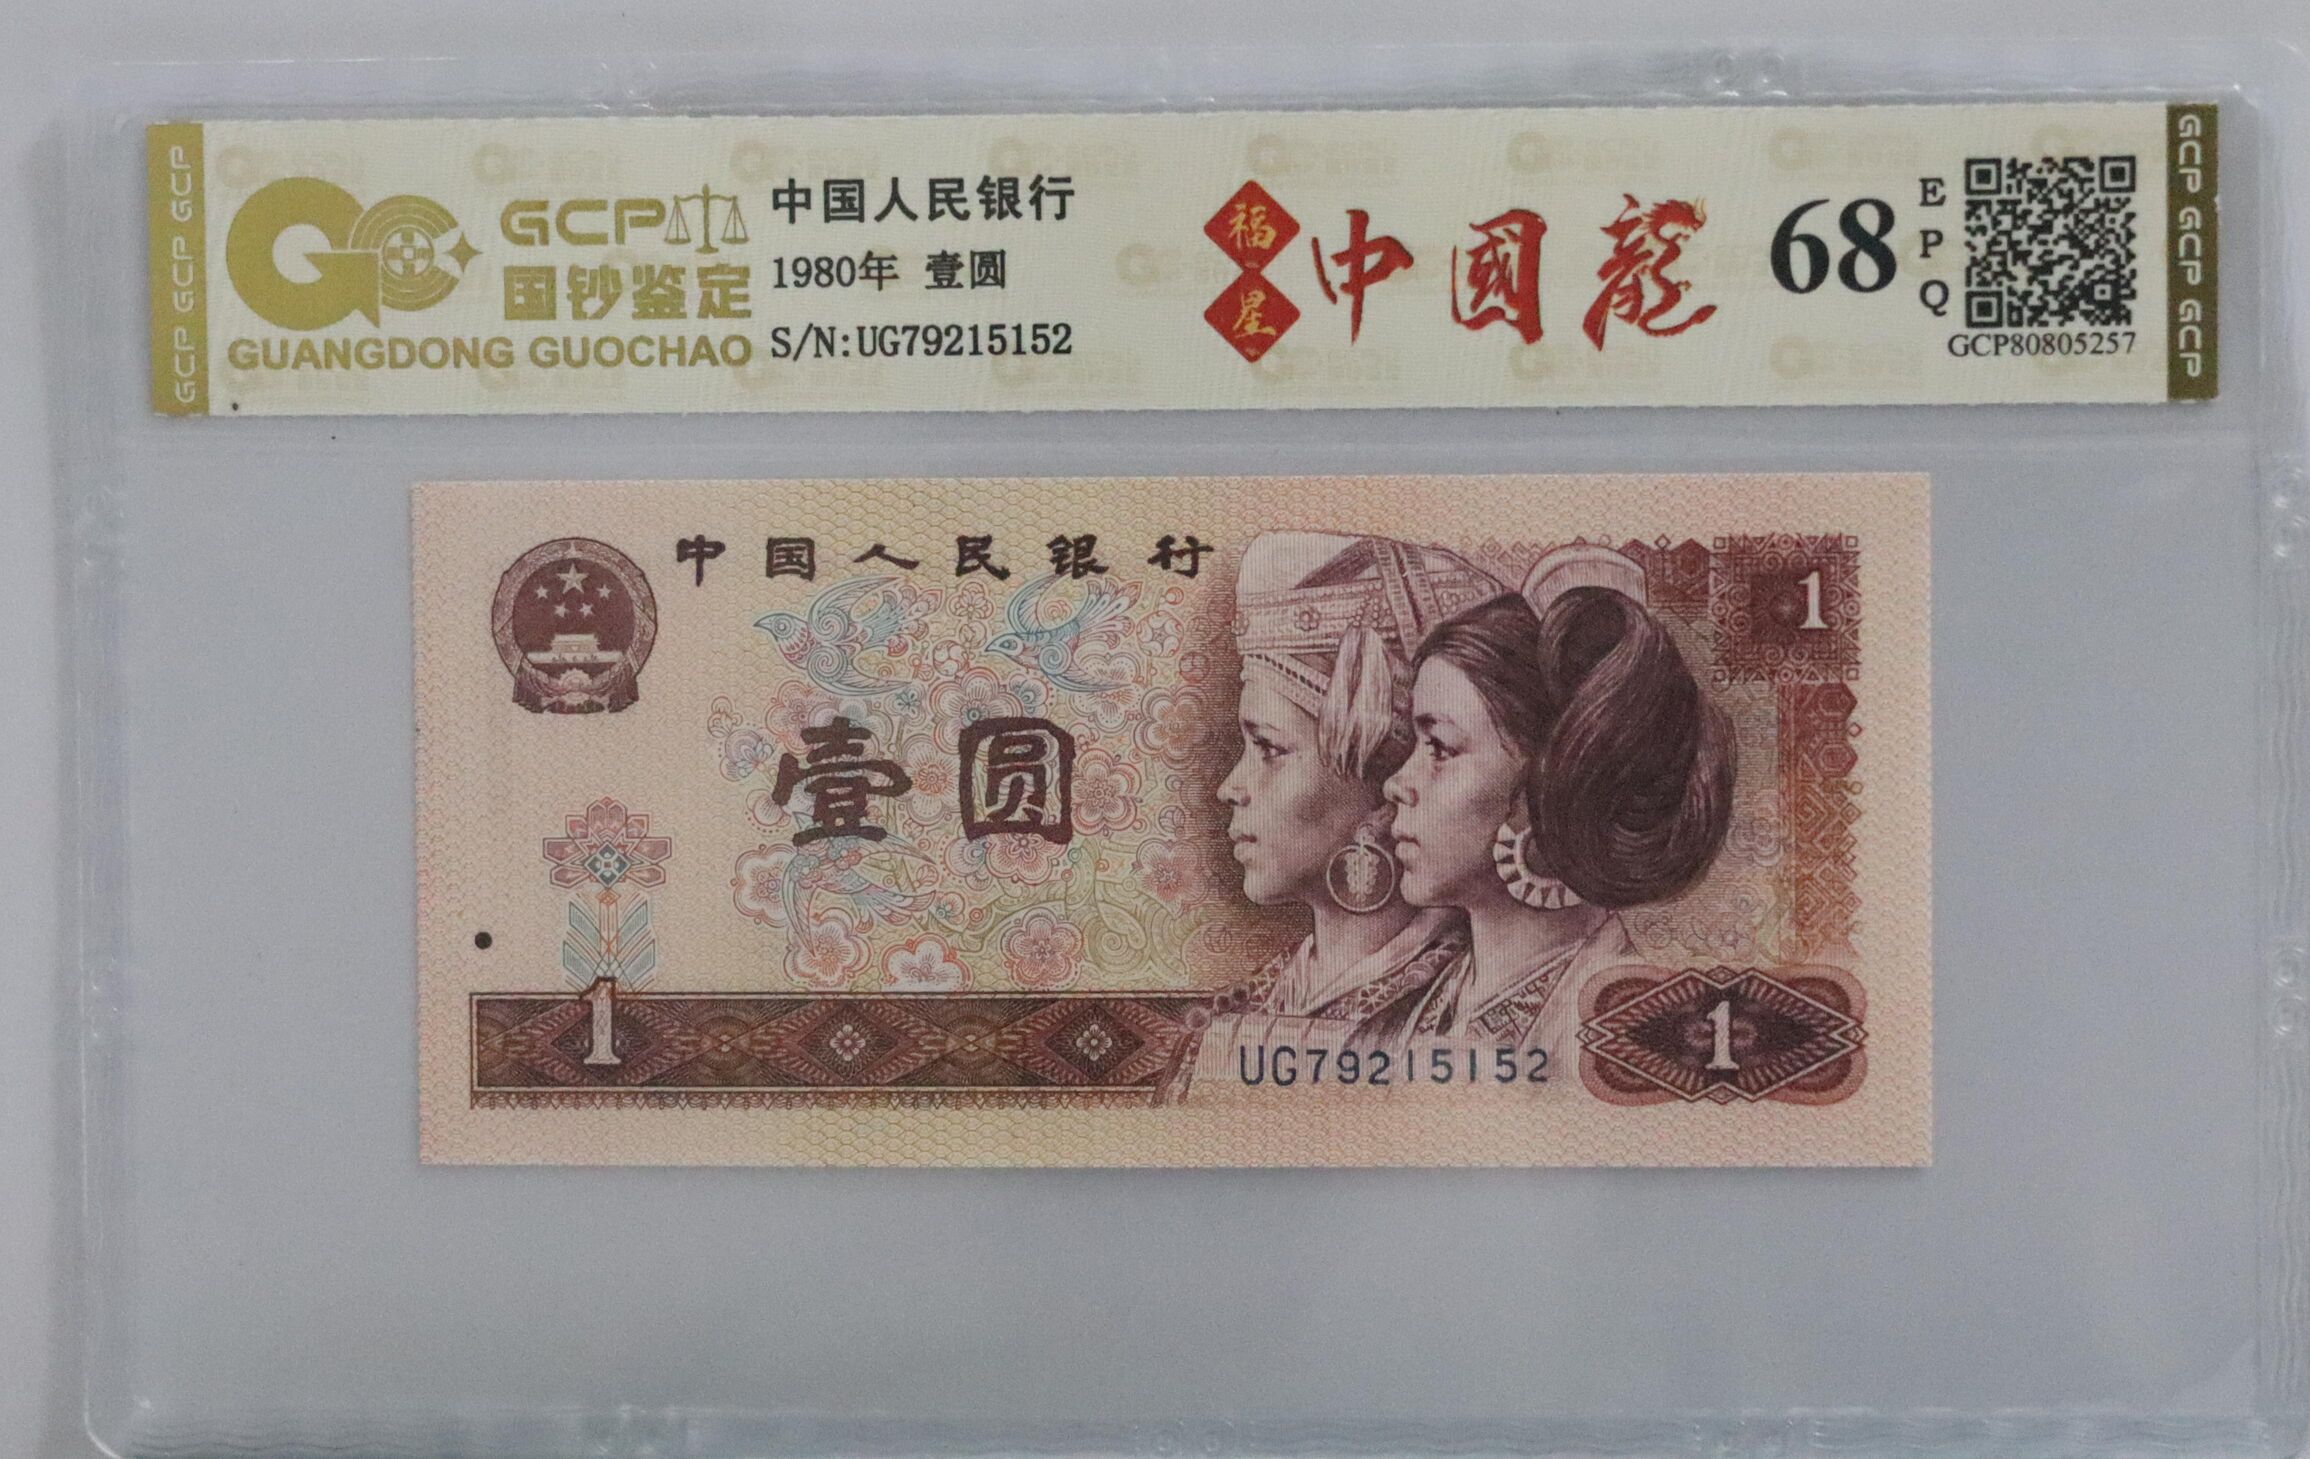 GCP GCP GCP
GCP
国钞鉴定
GUANGDONG GUOCHAO
中国人民银行
1980年 壹圆
S/N:UG79215152
福星
中國龍
68
E
P
Q
GCP80805257
GCP GCP GCP
中国人民银行
1
壹圆
1
UG79215152
1